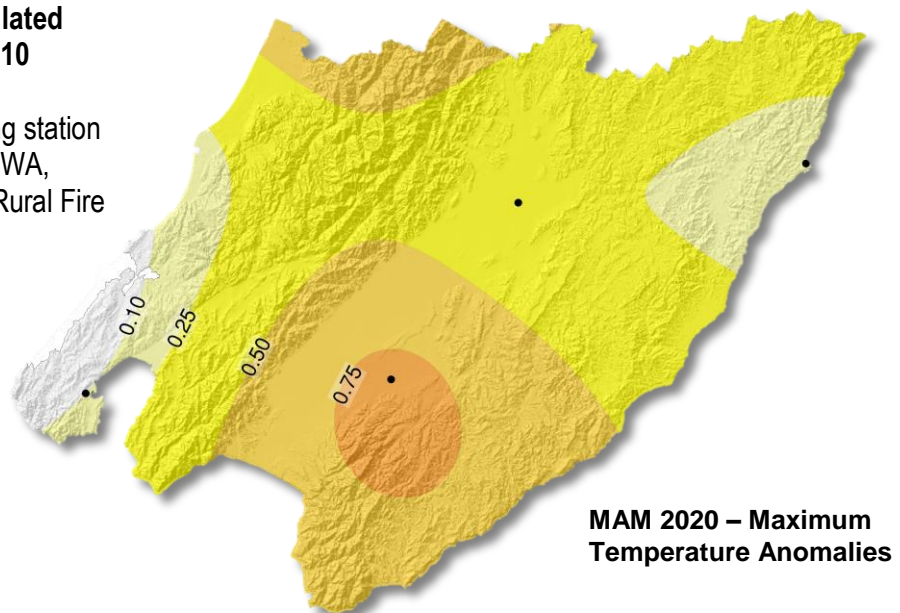 lated
10
g station
WA,
Rural Fire
0.10
0.25
0.50
0.75
MAM 2020 – Maximum
Temperature Anomalies